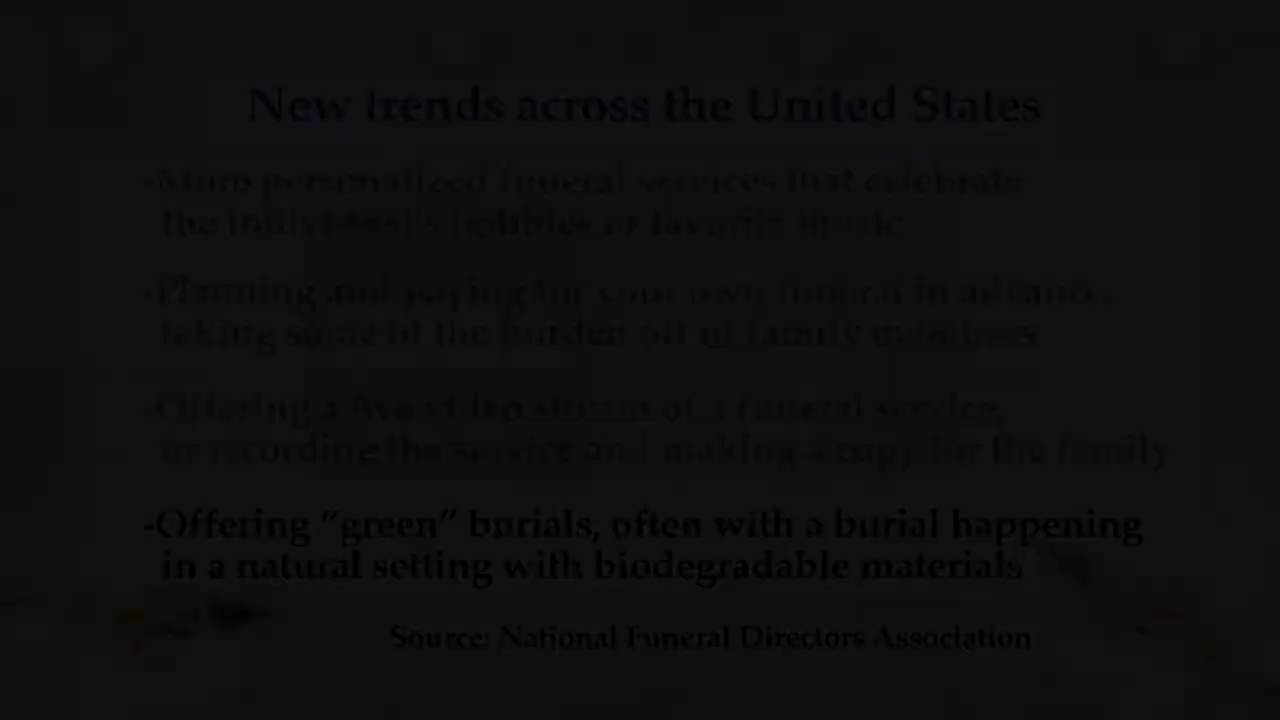 New trends across the United States
-More personalized funeral services that celebrate
the individual's hobbies or favorite music
-Planning and paying for your own funeral in advance,
taking some of the burden off of family members
-Offering a live video stream of a funeral service,
or recording the service and making a copy for the family
-Offering “green” burials, often with a burial happening
in a natural setting with biodegradable materials
Source: National Funeral Directors Association